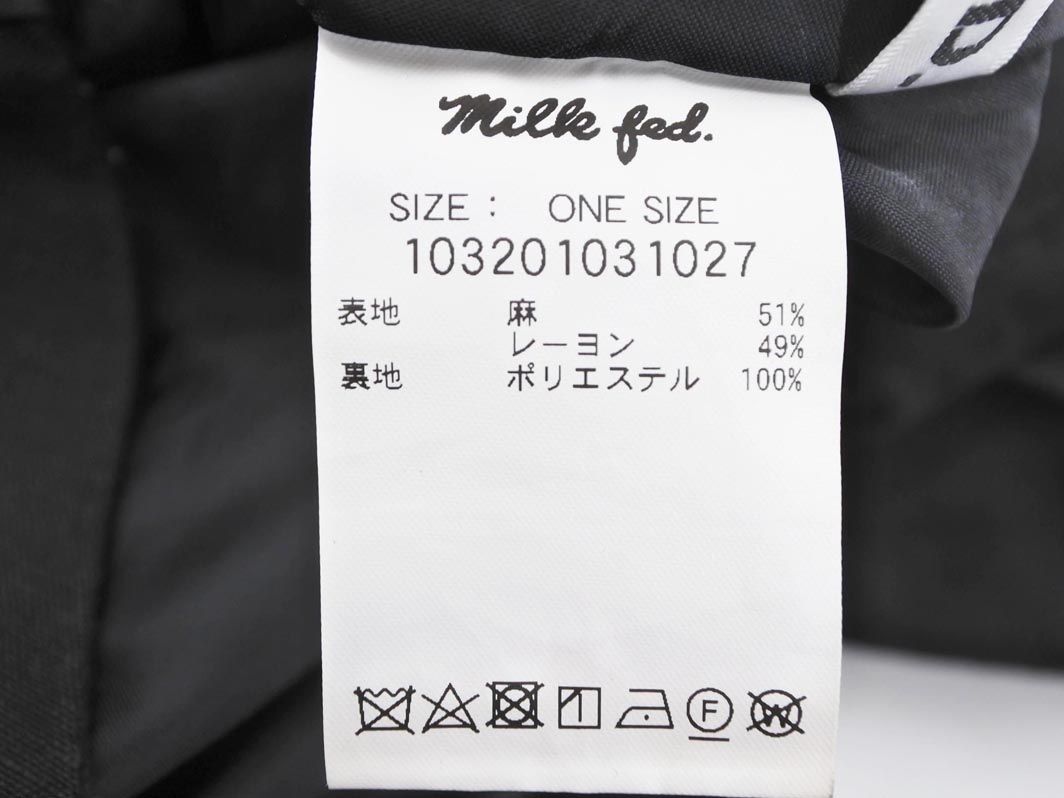 Milk fed.
SIZE : ONE SIZE
103201031027
表地 麻 51%
レーヨン 49%
裏地 ポリエステル 100%
F
W